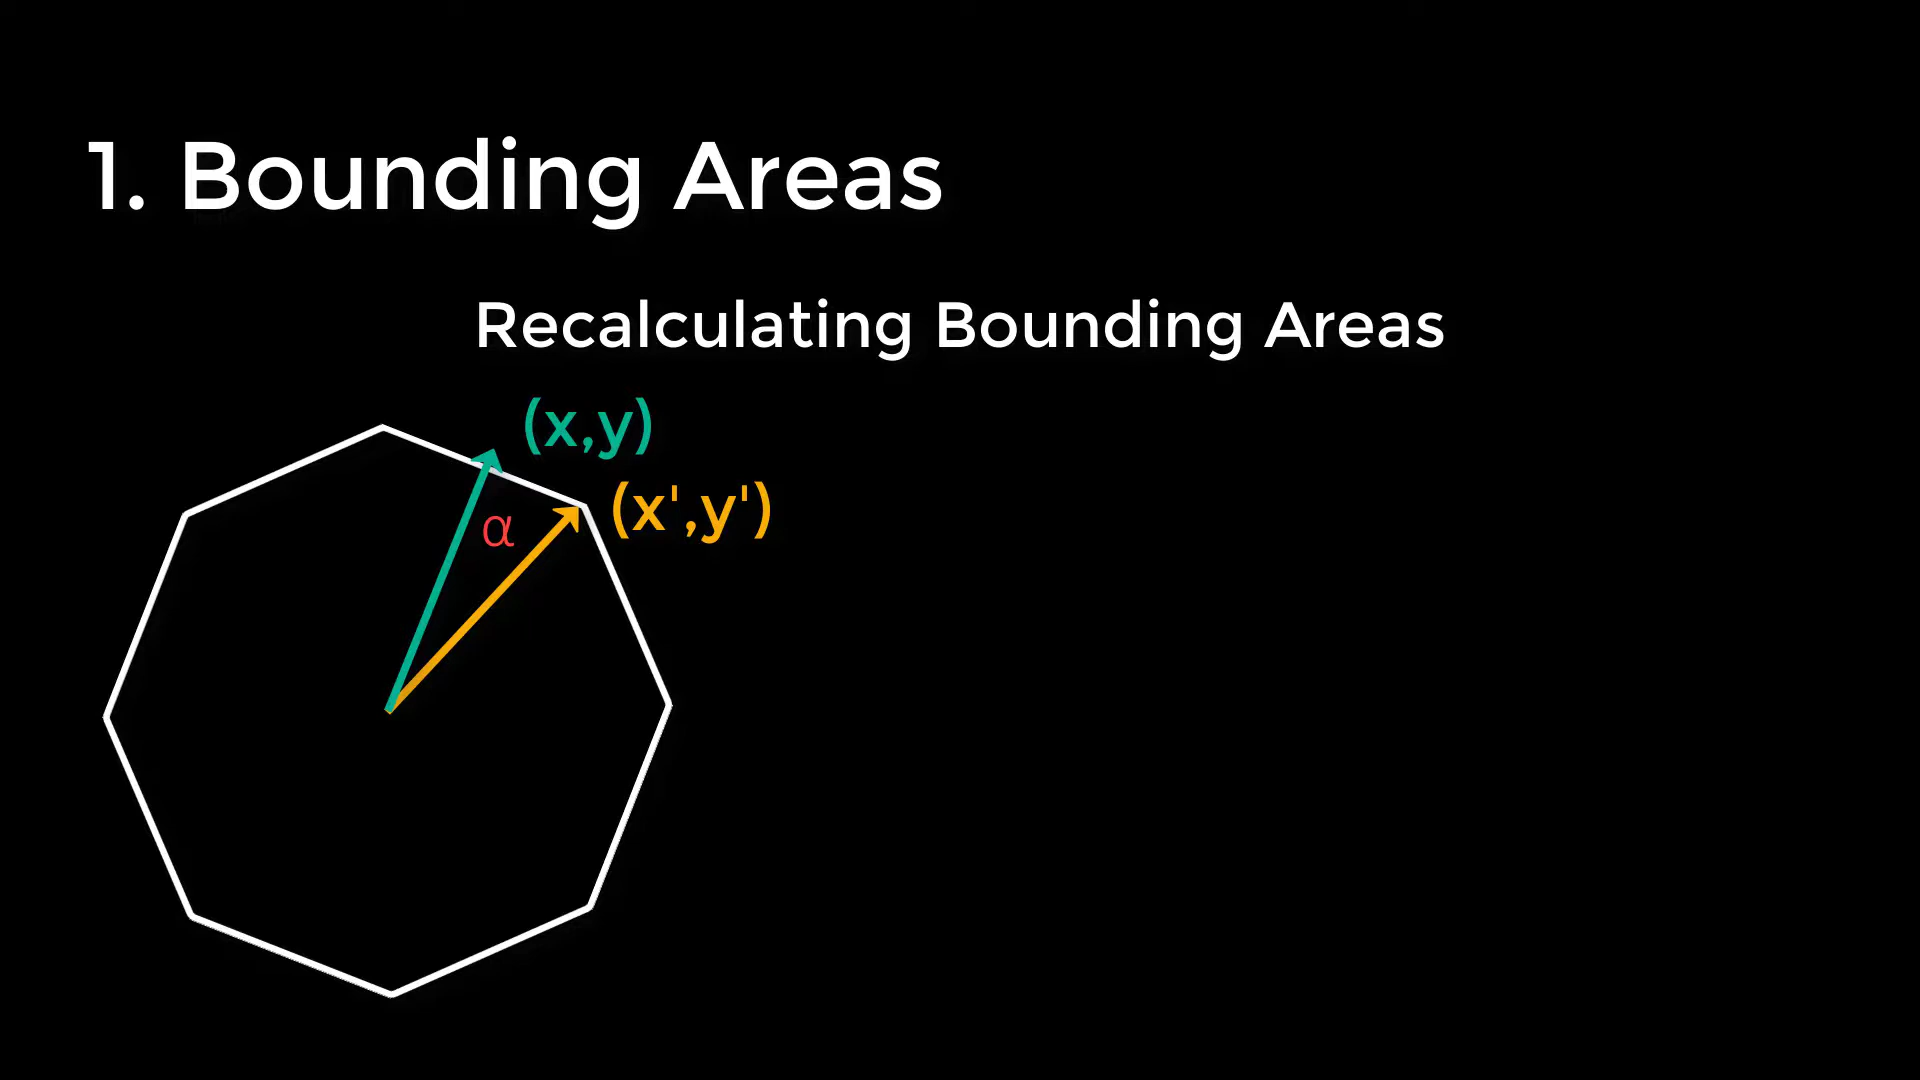 1. Bounding Areas
Recalculating Bounding Areas
(x,y)
(x',y')
α